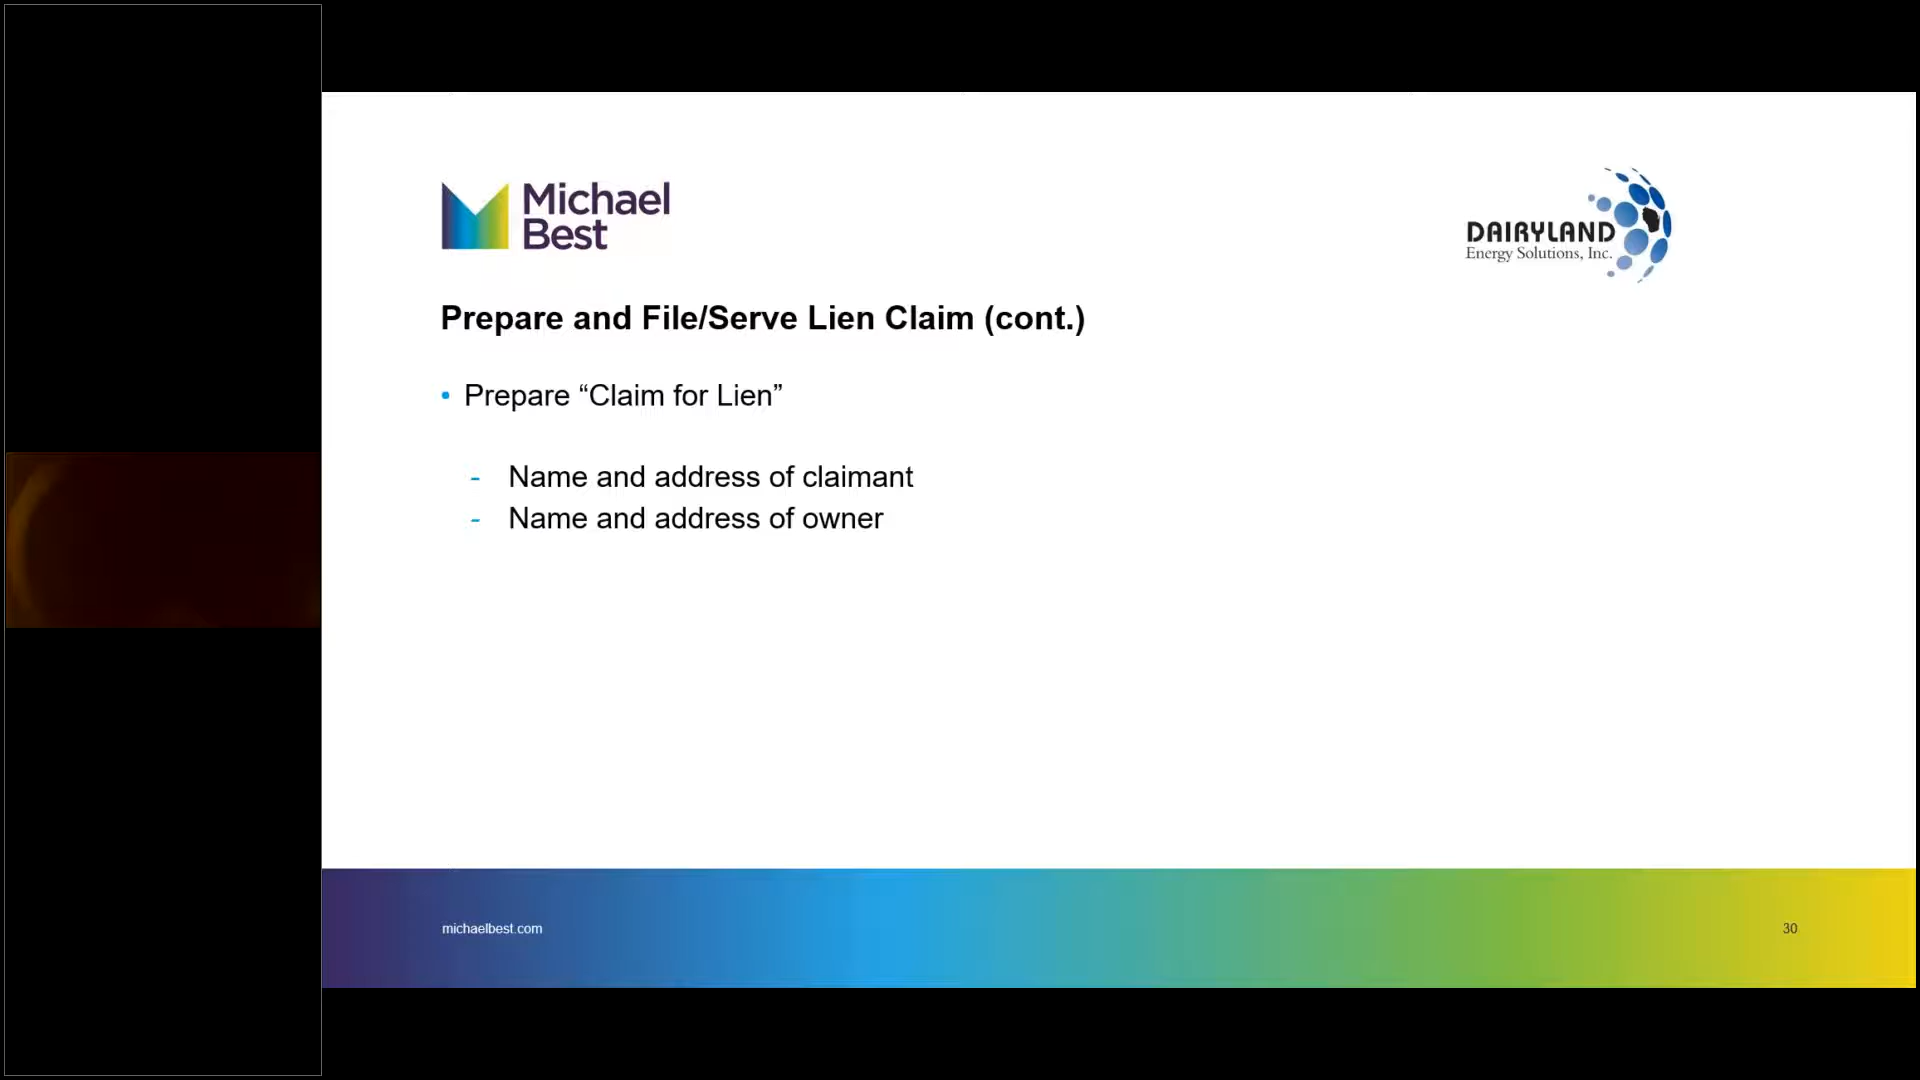 Michael
Best
DAIRYLAND
Energy Solutions, Inc.
Prepare and File/Serve Lien Claim (cont.)
• Prepare “Claim for Lien”
- Name and address of claimant
- Name and address of owner
michaelbest.com
30